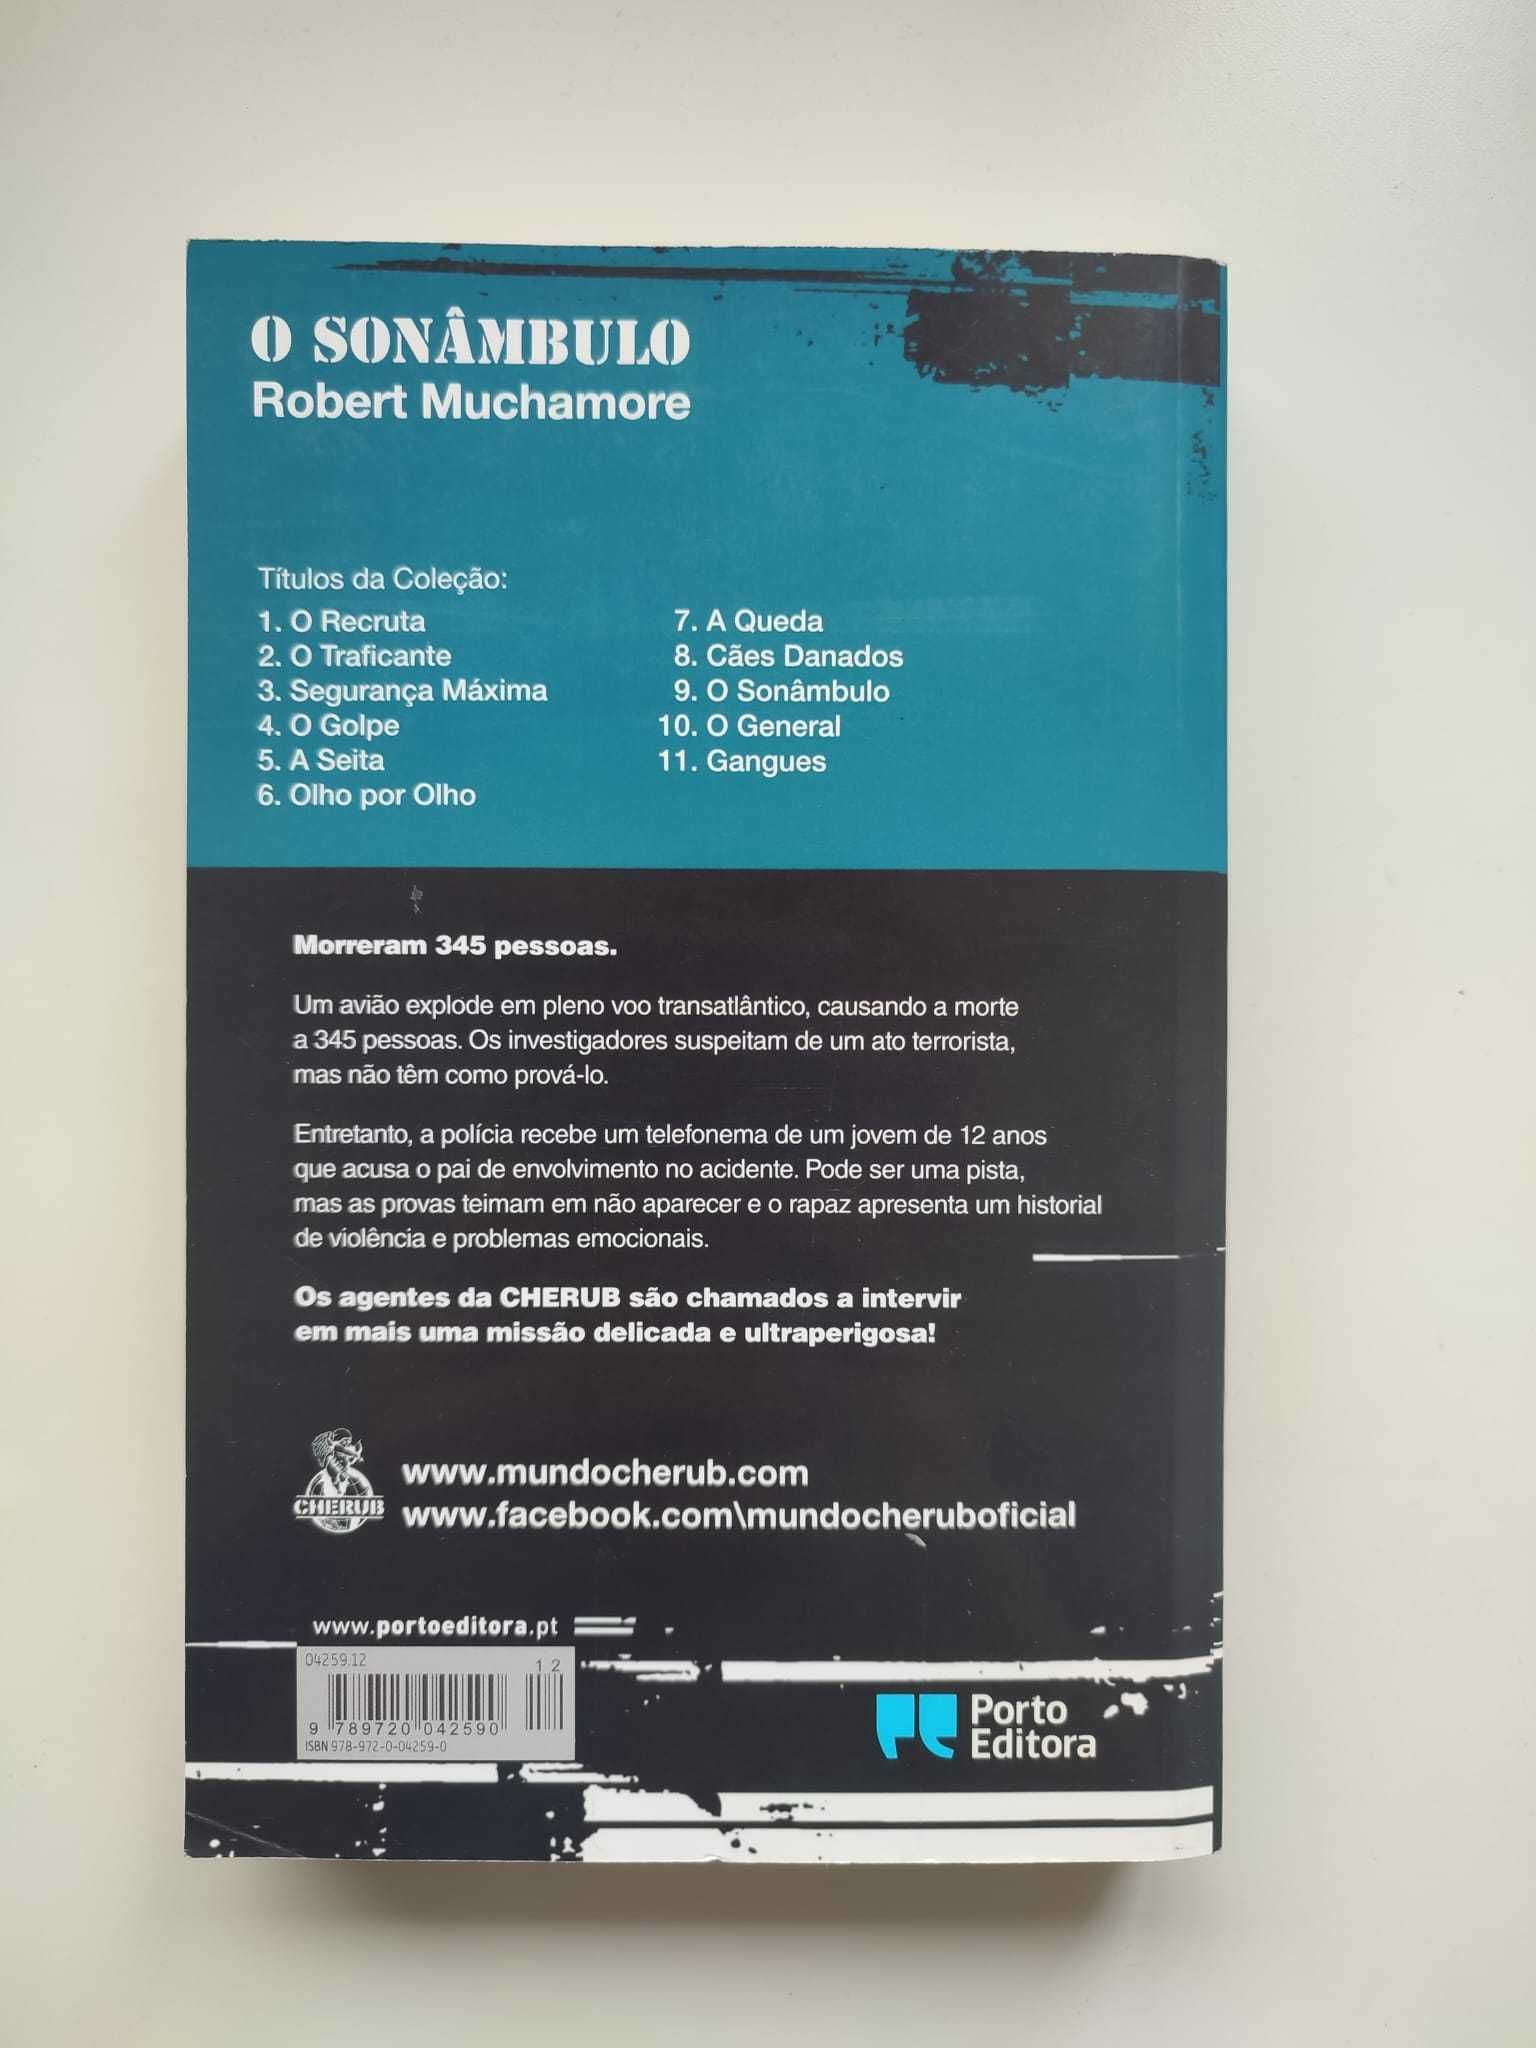 O SONÂMBULO
Robert Muchamore
Títulos da Coleção:
1. O Recruta
2. O Traficante
3. Segurança Máxima
4. O Golpe
5. A Seita
6. Olho por Olho
7. A Queda
8. Cães Danados
9. O Sonâmbulo
10. O General
11. Gangues
Morreram 345 pessoas.
Um avião explode em pleno voo transatlântico, causando a morte
a 345 pessoas. Os investigadores suspeitam de um ato terrorista,
mas não têm como prová-lo.
Entretanto, a polícia recebe um telefonema de um jovem de 12 anos
que acusa o pai de envolvimento no acidente. Pode ser uma pista,
mas as provas teimam em não aparecer e o rapaz apresenta um historial
de violência e problemas emocionais.
Os agentes da CHERUB são chamados a intervir
em mais uma missão delicada e ultraperigosa!
CHERUB
www.mundocherub.com
www.facebook.com\mundocheruboficial
www.portoeditora.pt
04259.12
12
9 789720 042590
ISBN 978-972-0-04259-0
Porto
Editora